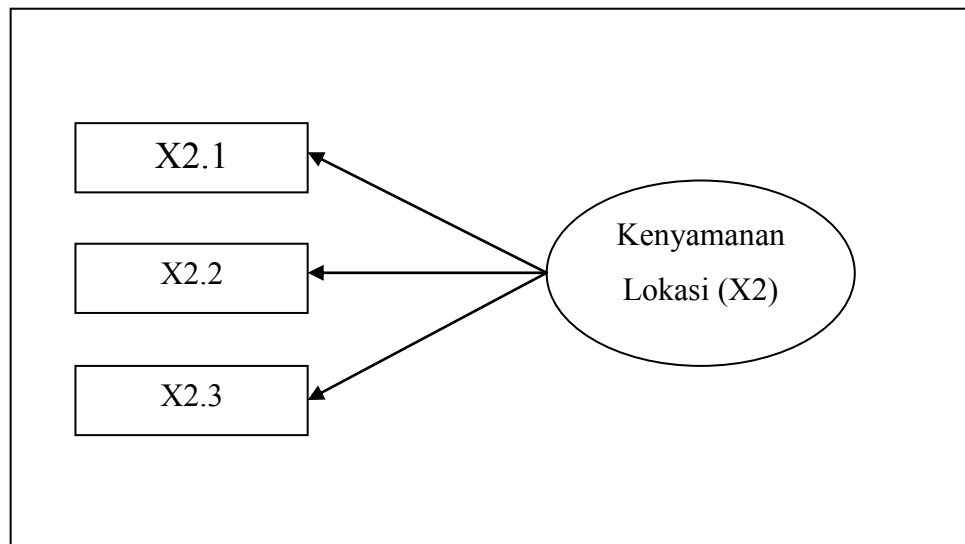 X2.1
X2.2
X2.3
Kenyamanan
Lokasi (X2)